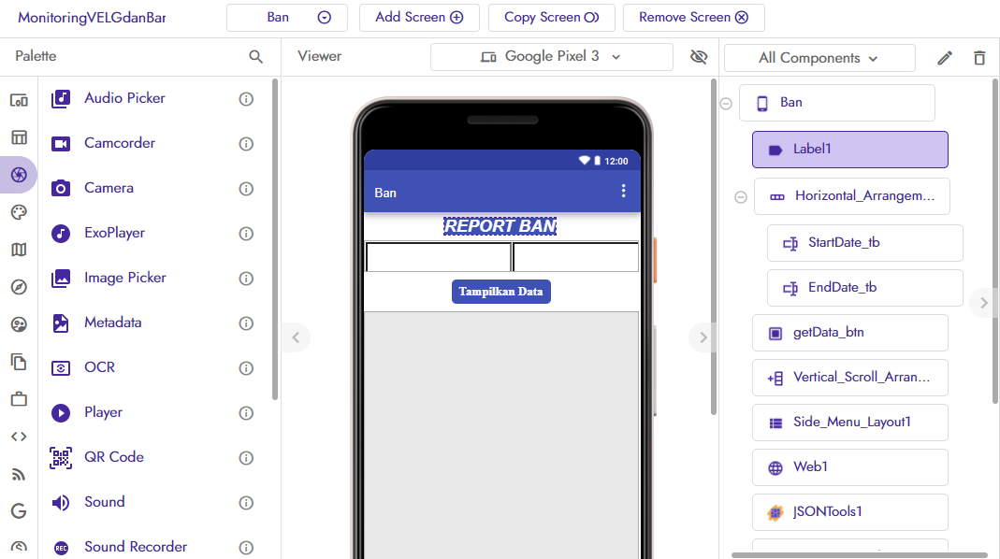 MonitoringVELGdanBan
Ban
Add Screen
Copy Screen
Remove Screen
Palette
Viewer
Google Pixel 3
All Components
Audio Picker
Camcorder
Camera
ExoPlayer
Image Picker
Metadata
OCR
Player
QR Code
Sound
REC
Sound Recorder
12:00
Ban
REPORT BAN
Tampilkan Data
Ban
Label1
Horizontal_Arrangem...
StartDate_tb
EndDate_tb
getData_btn
Vertical_Scroll_Arran...
Side_Menu_Layout1
Web1
JSONTools1